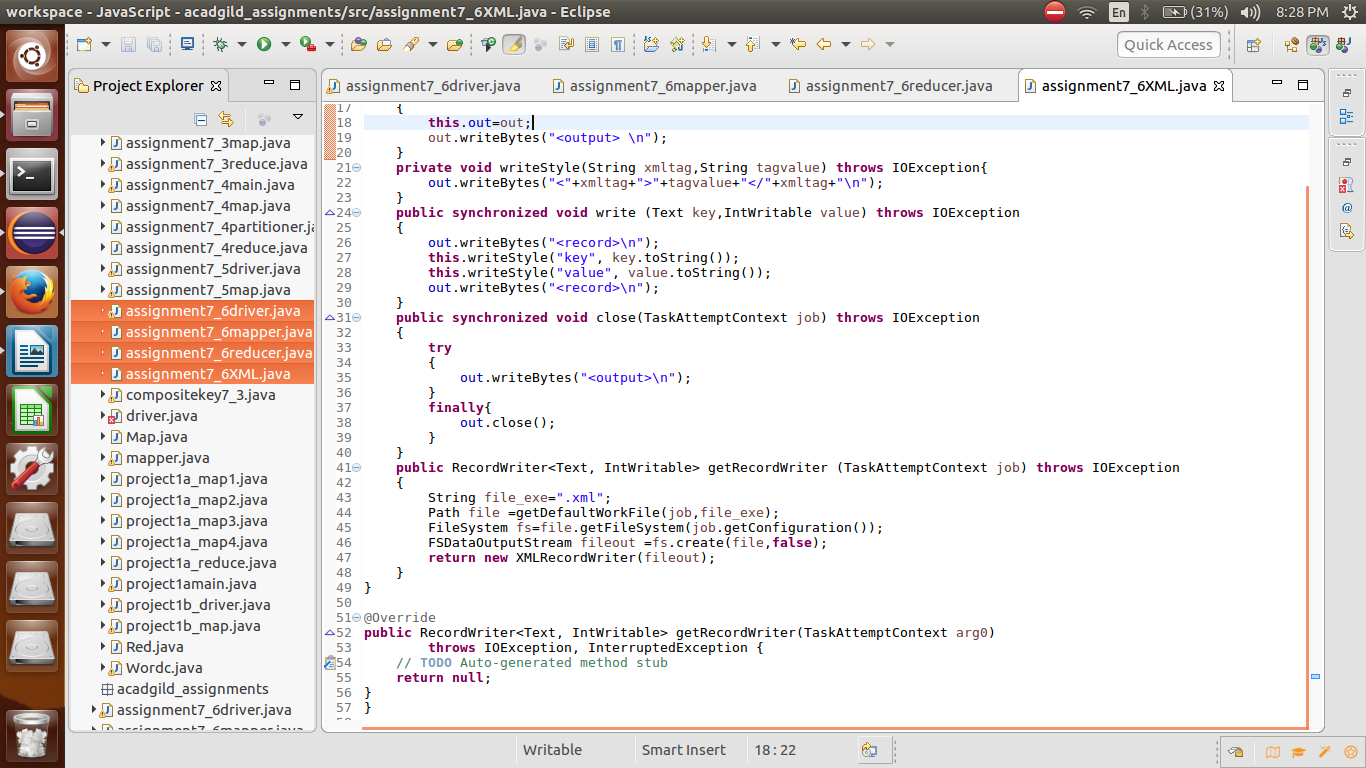 workspace - JavaScript - acadgild_assignments/src/assignment7_6XML.java - Eclipse
En
(31%)
8:28 PM
Quick Access
Project Explorer
assignment7_3map.java
assignment7_3reduce.java
assignment7_4main.java
assignment7_4map.java
assignment7_4partitioner.ja
assignment7_4reduce.java
assignment7_5driver.java
assignment7_5map.java
assignment7_6driver.java
assignment7_6mapper.java
assignment7_6reducer.java
assignment7_6XML.java
compositekey7_3.java
driver.java
Map.java
mapper.java
project1a_map1.java
project1a_map2.java
project1a_map3.java
project1a_map4.java
project1a_reduce.java
project1amain.java
project1b_driver.java
project1b_map.java
Red.java
Wordc.java
acadgild_assignments
assignment7_6driver.java
assignment7_6mapper.java
assignment7_6driver.java
assignment7_6mapper.java
assignment7_6reducer.java
assignment7_6XML.java
17 {
18 this.out=out;
19 out.writeBytes("<output> \n");
20 }
21 private void writeStyle(String xmltag,String tagvalue) throws IOException{
22 out.writeBytes("<"+xmltag+">"+tagvalue+"</"+xmltag+"\n");
23 }
24 public synchronized void write (Text key,IntWritable value) throws IOException
25 {
26 out.writeBytes("<record>\n");
27 this.writeStyle("key", key.toString());
28 this.writeStyle("value", value.toString());
29 out.writeBytes("<record>\n");
30 }
31 public synchronized void close(TaskAttemptContext job) throws IOException
32 {
33 try
34 {
35 out.writeBytes("<output>\n");
36 }
37 finally{
38 out.close();
39 }
40 }
41 public RecordWriter<Text, IntWritable> getRecordWriter (TaskAttemptContext job) throws IOException
42 {
43 String file_exe=".xml";
44 Path file =getDefaultWorkFile(job,file_exe);
45 FileSystem fs=file.getFileSystem(job.getConfiguration());
46 FSDataOutputStream fileout =fs.create(file,false);
47 return new XMLRecordWriter(fileout);
48 }
49 }
50
51 @Override
52 public RecordWriter<Text, IntWritable> getRecordWriter(TaskAttemptContext arg0)
53 throws IOException, InterruptedException {
54 // TODO Auto-generated method stub
55 return null;
56 }
57 }
58
Writable
Smart Insert
18 : 22